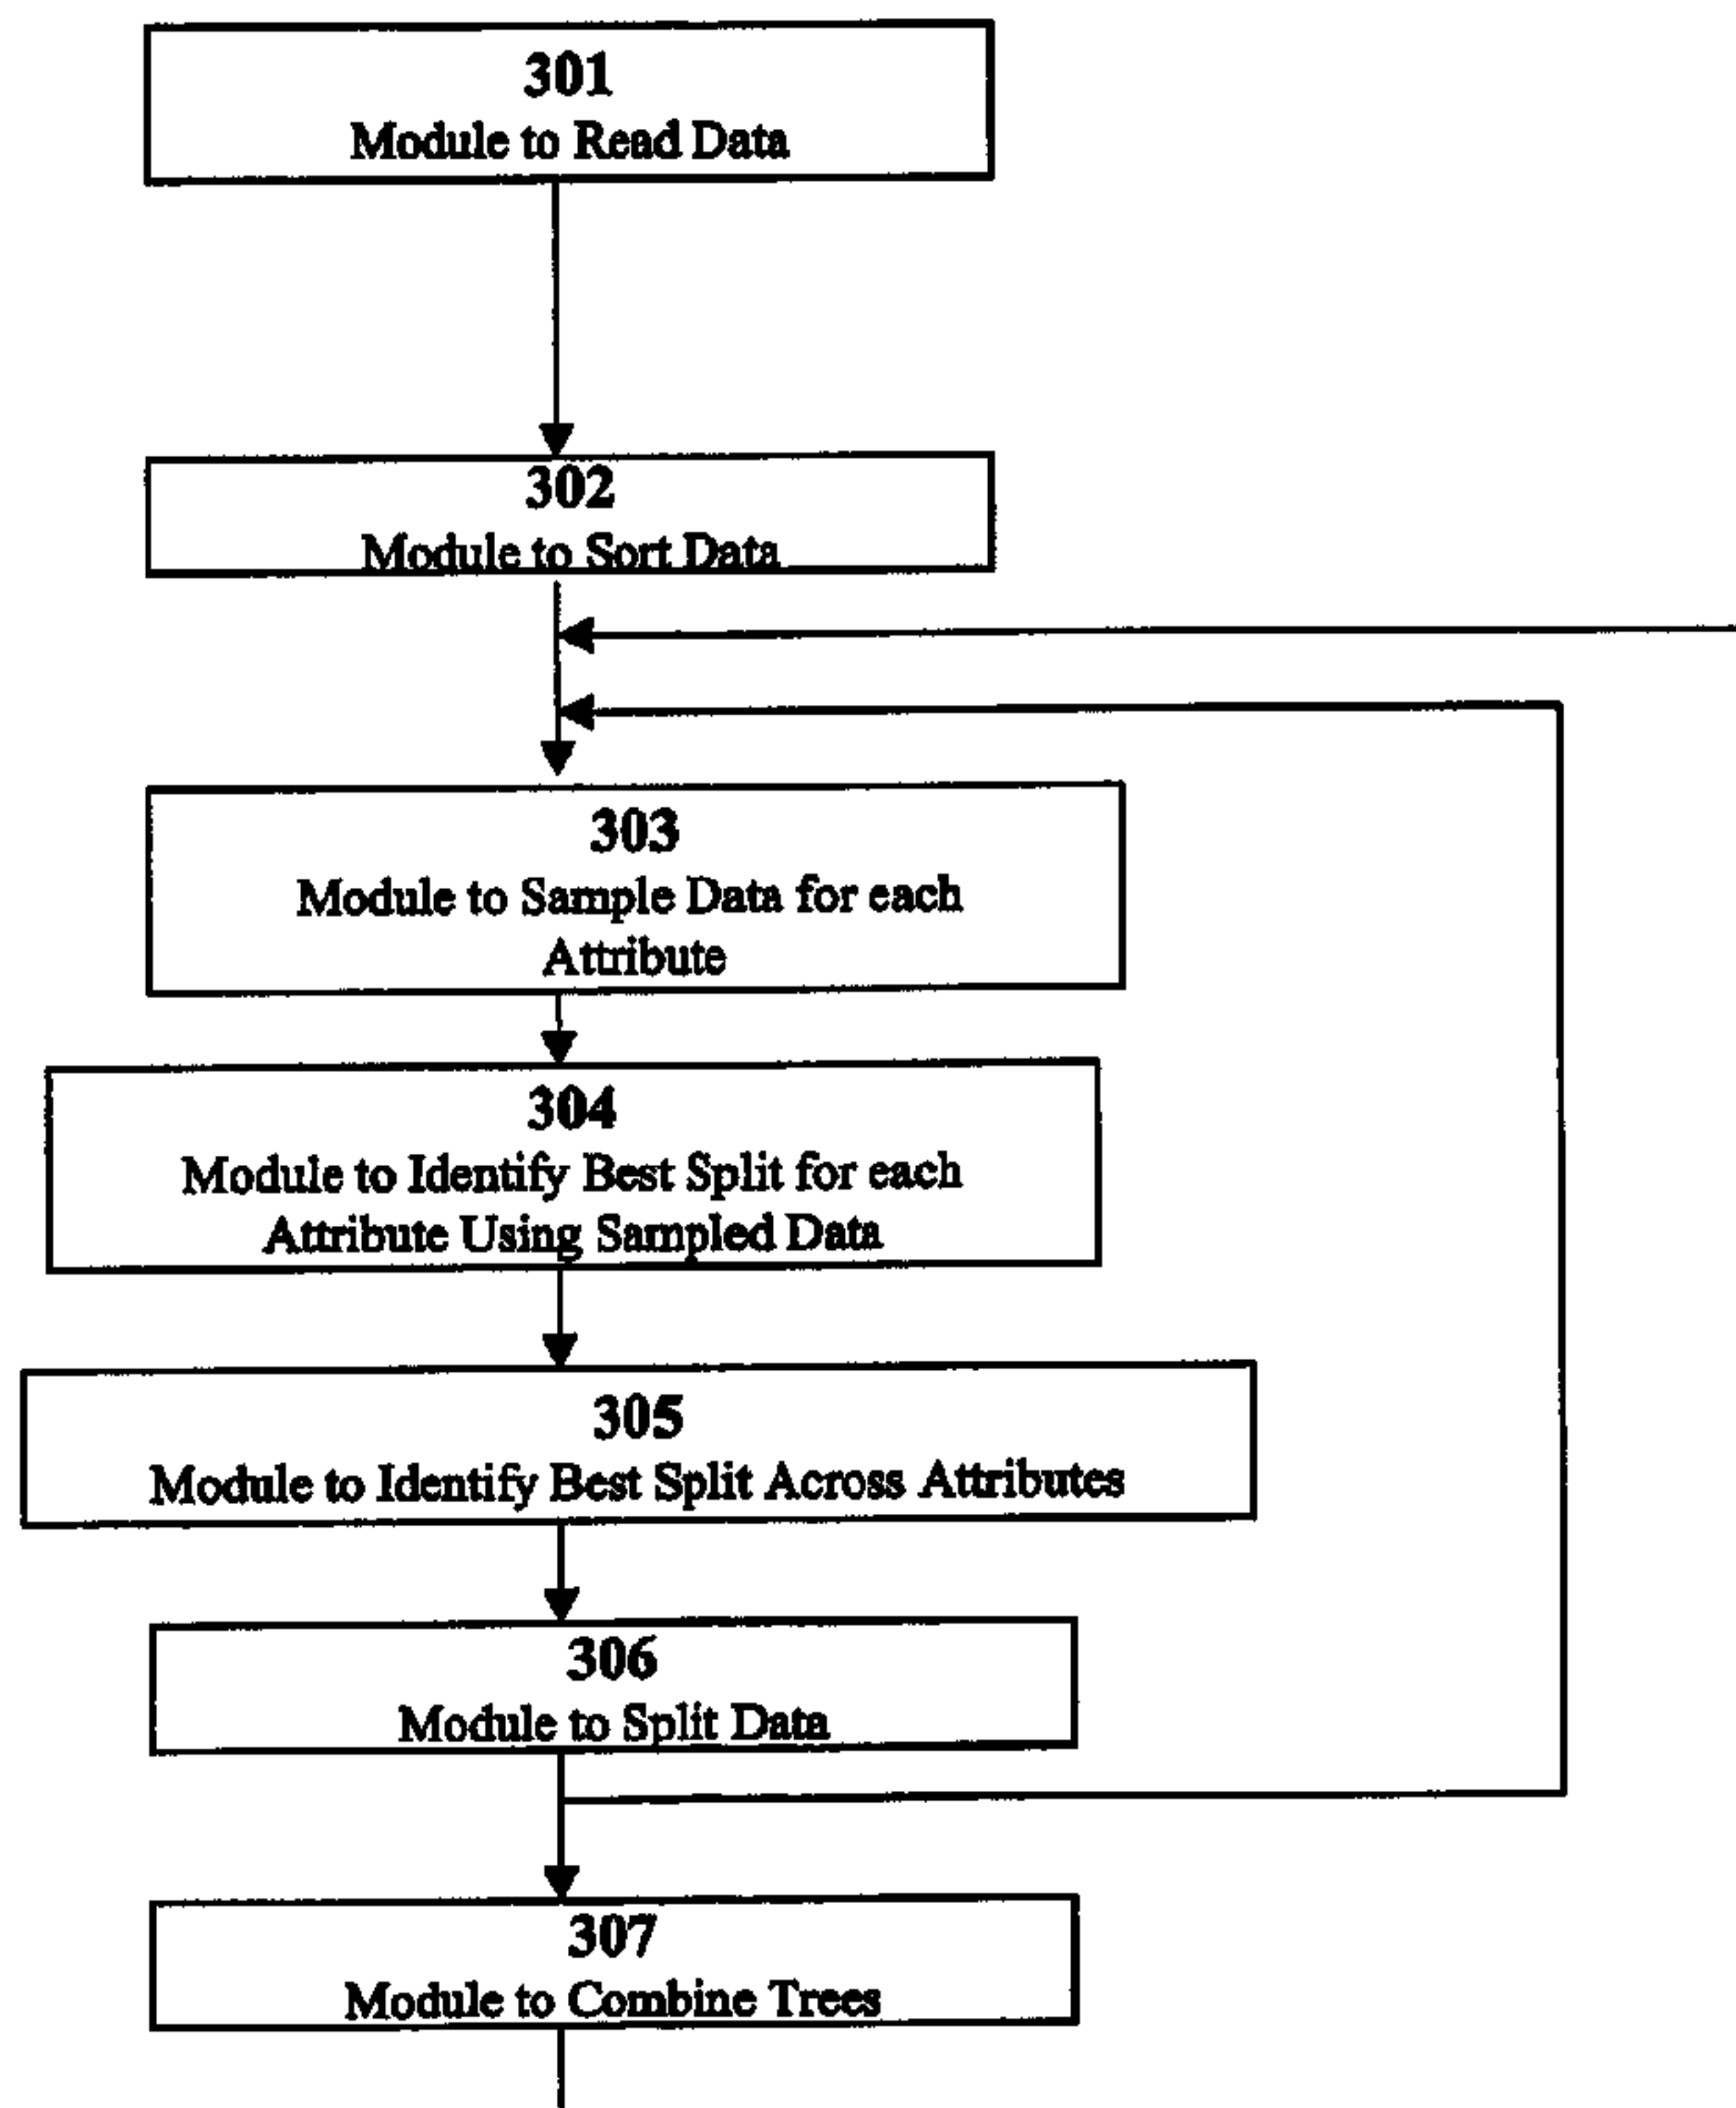 301
Module to Read Data
302
Module to Sort Data
303
Module to Sample Data for each
Attribute
304
Module to Identify Best Split for each
Attribute Using Sampled Data
305
Module to Identify Best Split Across Attributes
306
Module to Split Data
307
Module to Combine Trees